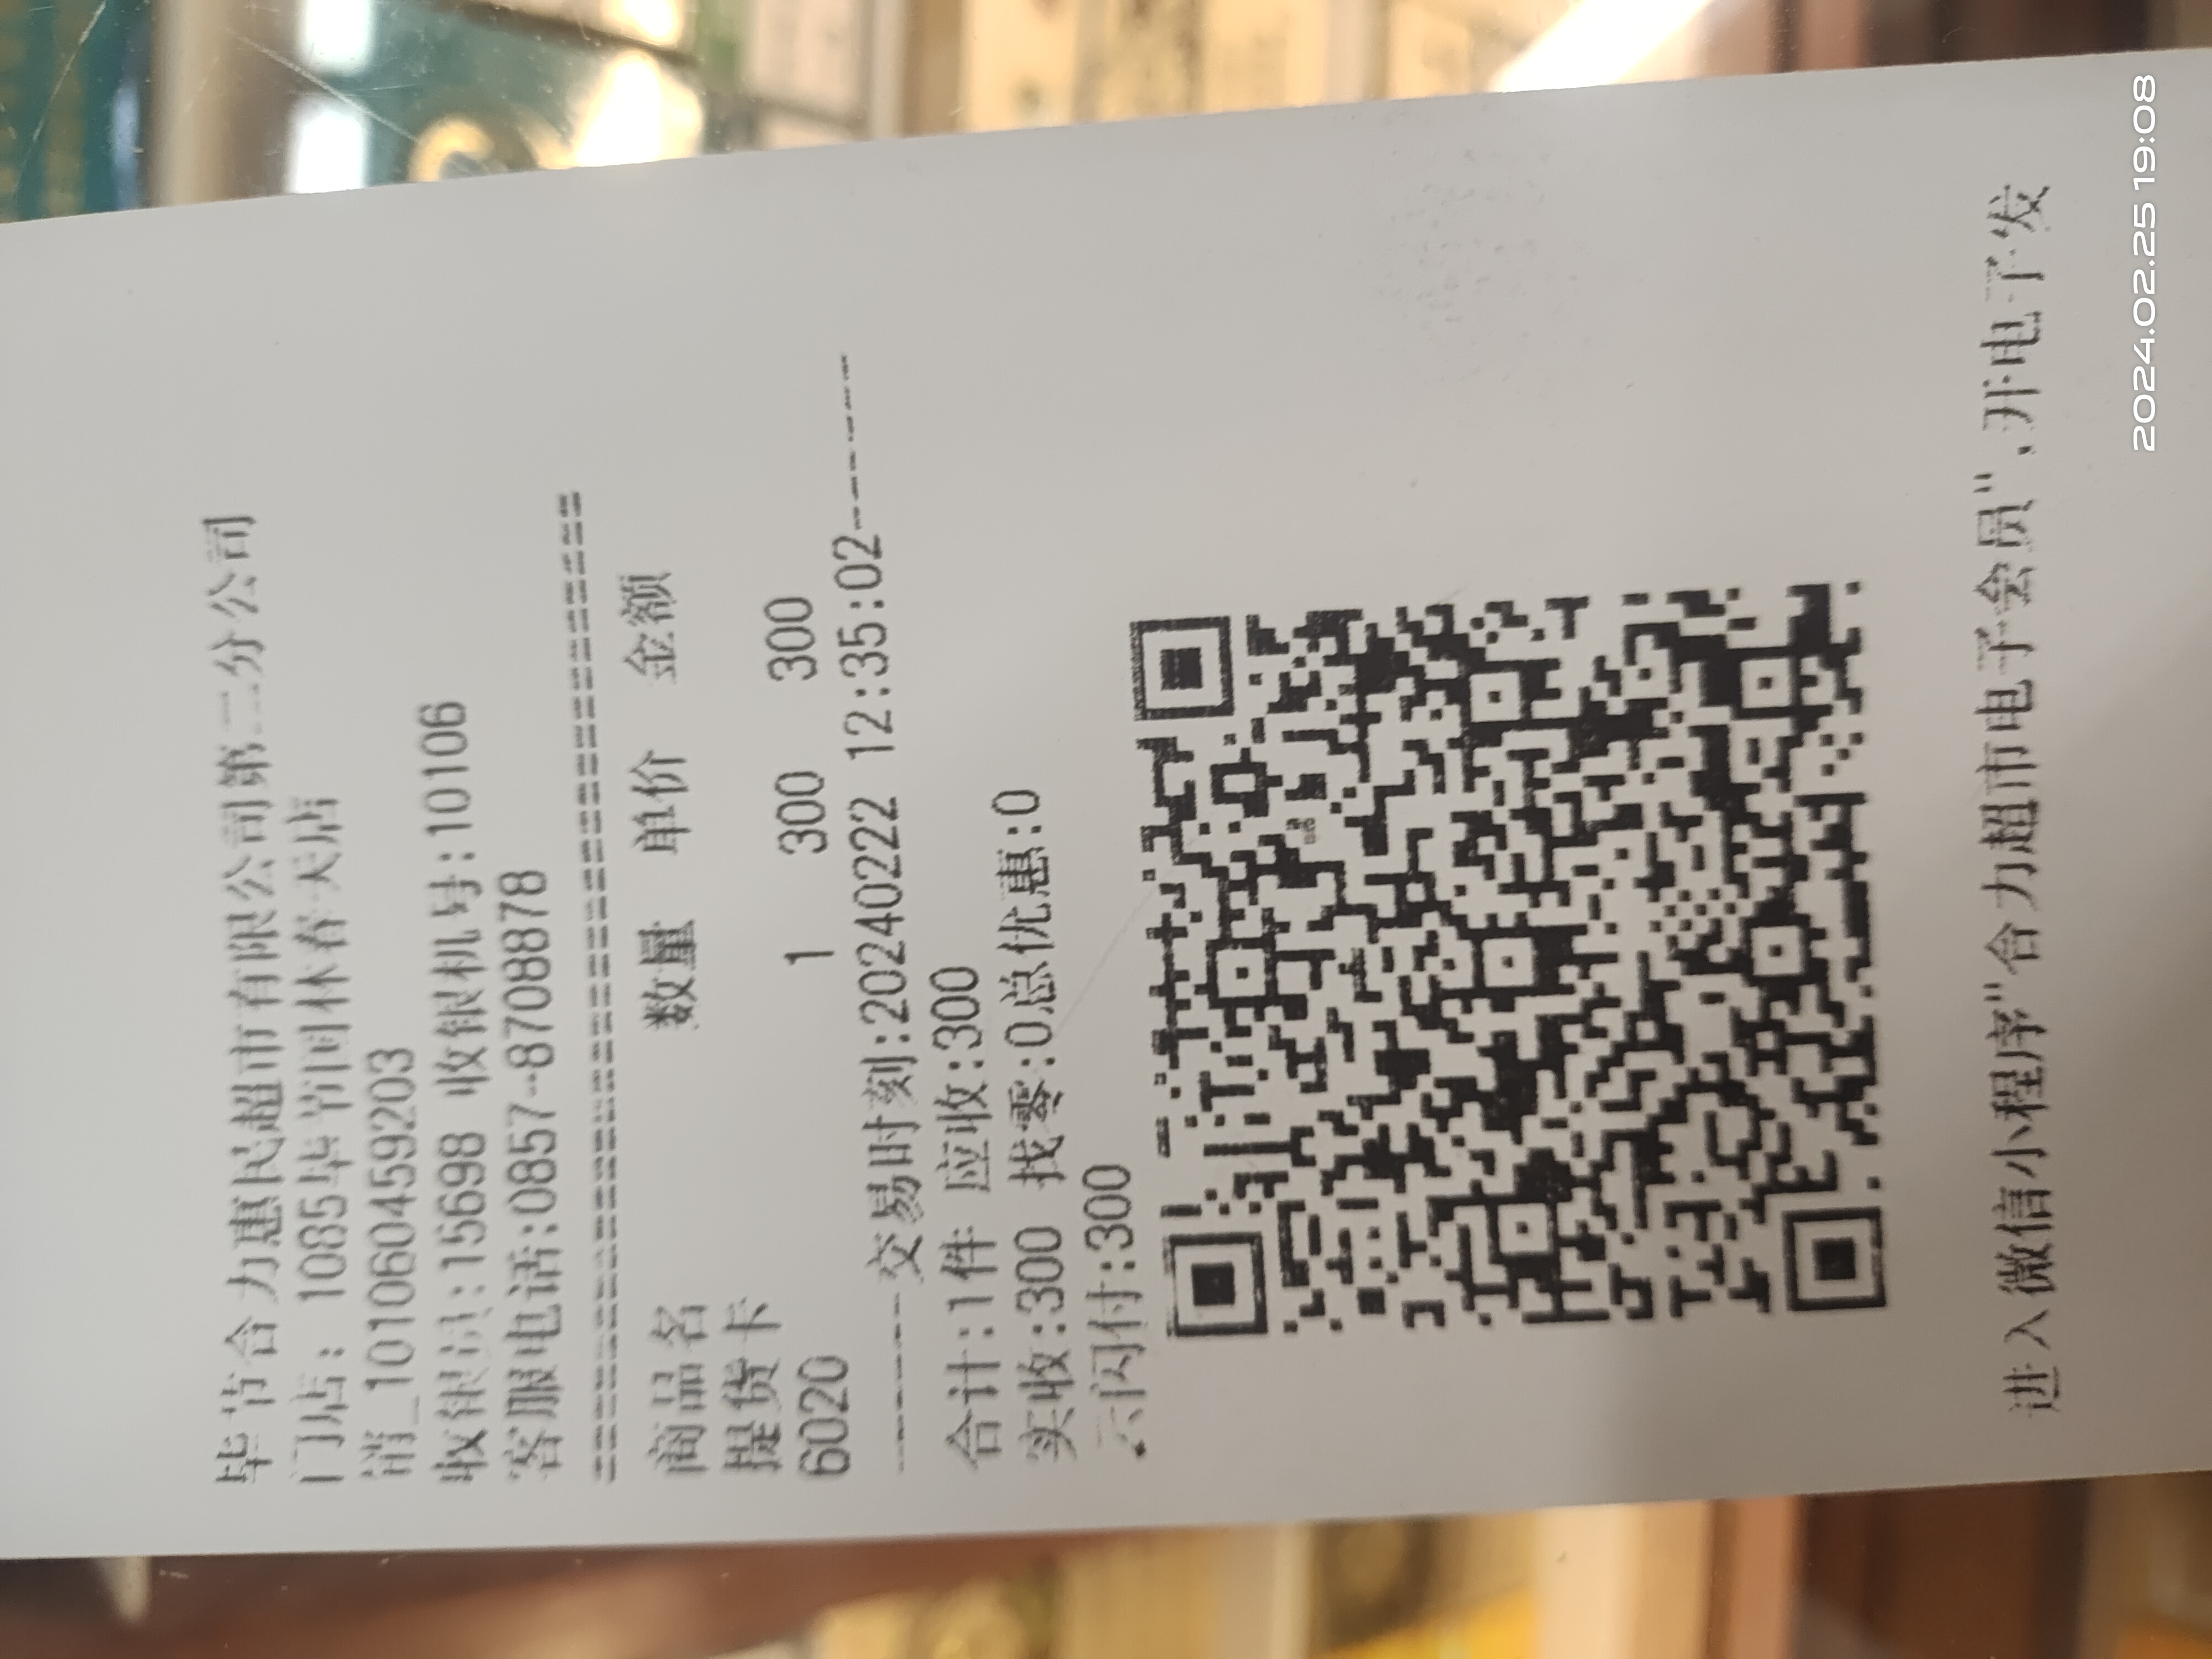 毕节合力惠民超市有限公司第二分公司
门店: 1085毕节同林春天店
销_101060459203
收银员:15698 收银机号:10106
客服电话:0857-8708878
商品名 数量 单价 金额
提货卡
6020 1 300 300
------交易时刻:20240222 12:35:02------
合计:1件 应收:300
实收:300 找零:0总优惠:0
云闪付:300
进入微信小程序"合力超市电子会员",开电子发
2024.02.25 19:08